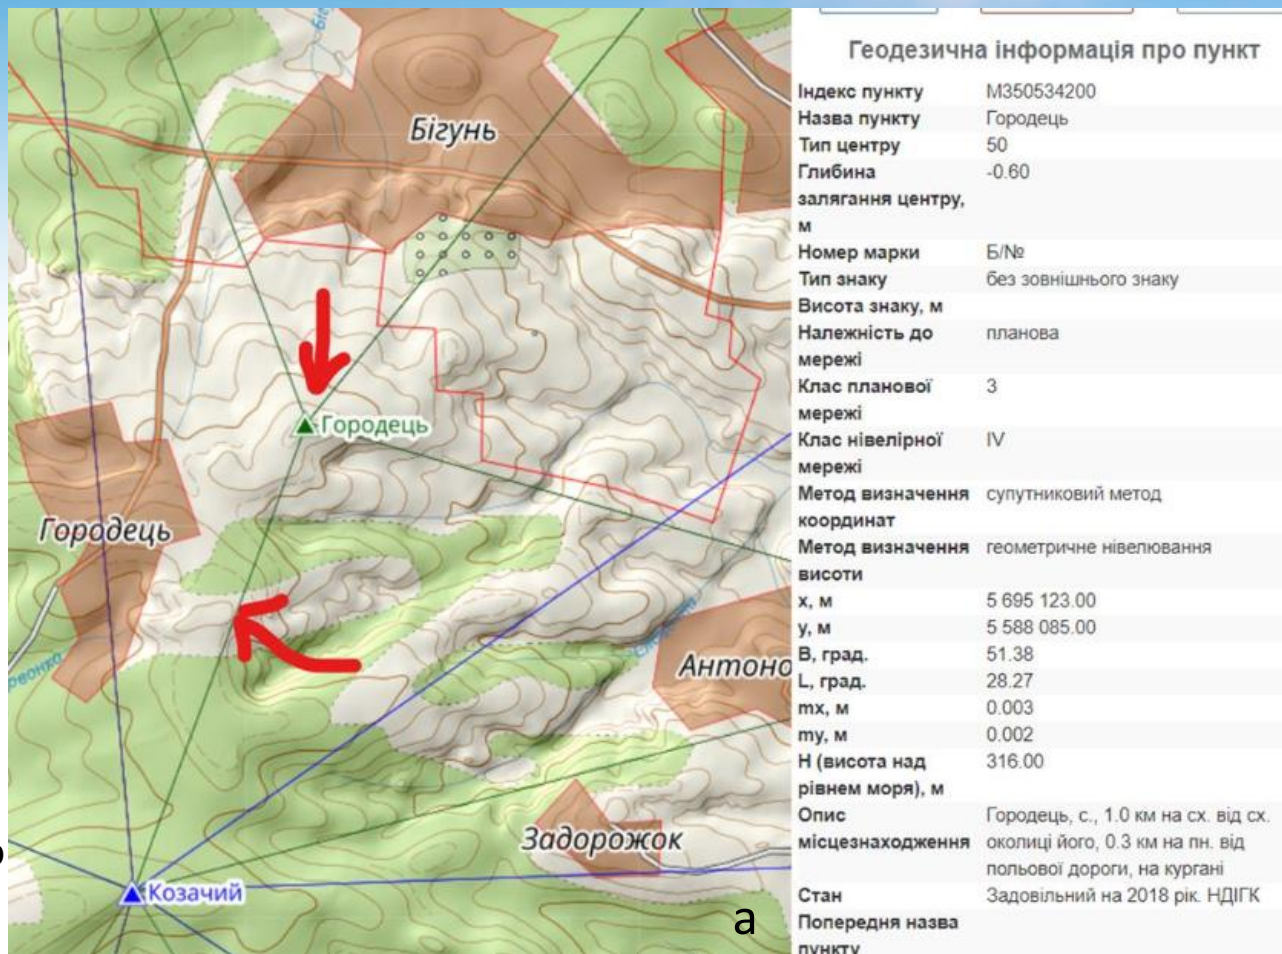 Бігунь
Городець
Городець
Антоно
Задорожок
Козачий
а
Геодезична інформація про пункт
Індекс пункту М350534200
Назва пункту Городець
Тип центру 50
Глибина -0.60
залягання центру,
м
Номер марки Б/№
Тип знаку без зовнішнього знаку
Висота знаку, м
Належність до планова
мережі
Клас планової 3
мережі
Клас нівелірної IV
мережі
Метод визначення супутниковий метод
координат
Метод визначення геометричне нівелювання
висоти
x, м 5 695 123.00
y, м 5 588 085.00
B, град. 51.38
L, град. 28.27
mx, м 0.003
my, м 0.002
H (висота над 316.00
рівнем моря), м
Опис Городець, с., 1.0 км на сх. від сх.
місцезнаходження околиці його, 0.3 км на пн. від
польової дороги, на кургані
Стан Задовільний на 2018 рік. НДІГК
Попередня назва
пункту